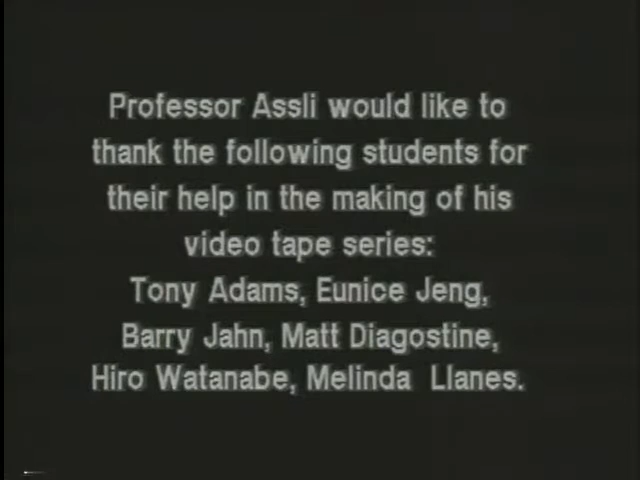 Professor Assli would like to
thank the following students for
their help in the making of his
video tape series:
Tony Adams, Eunice Jeng,
Barry Jahn, Matt Diagostine,
Hiro Watanabe, Melinda Llanes.